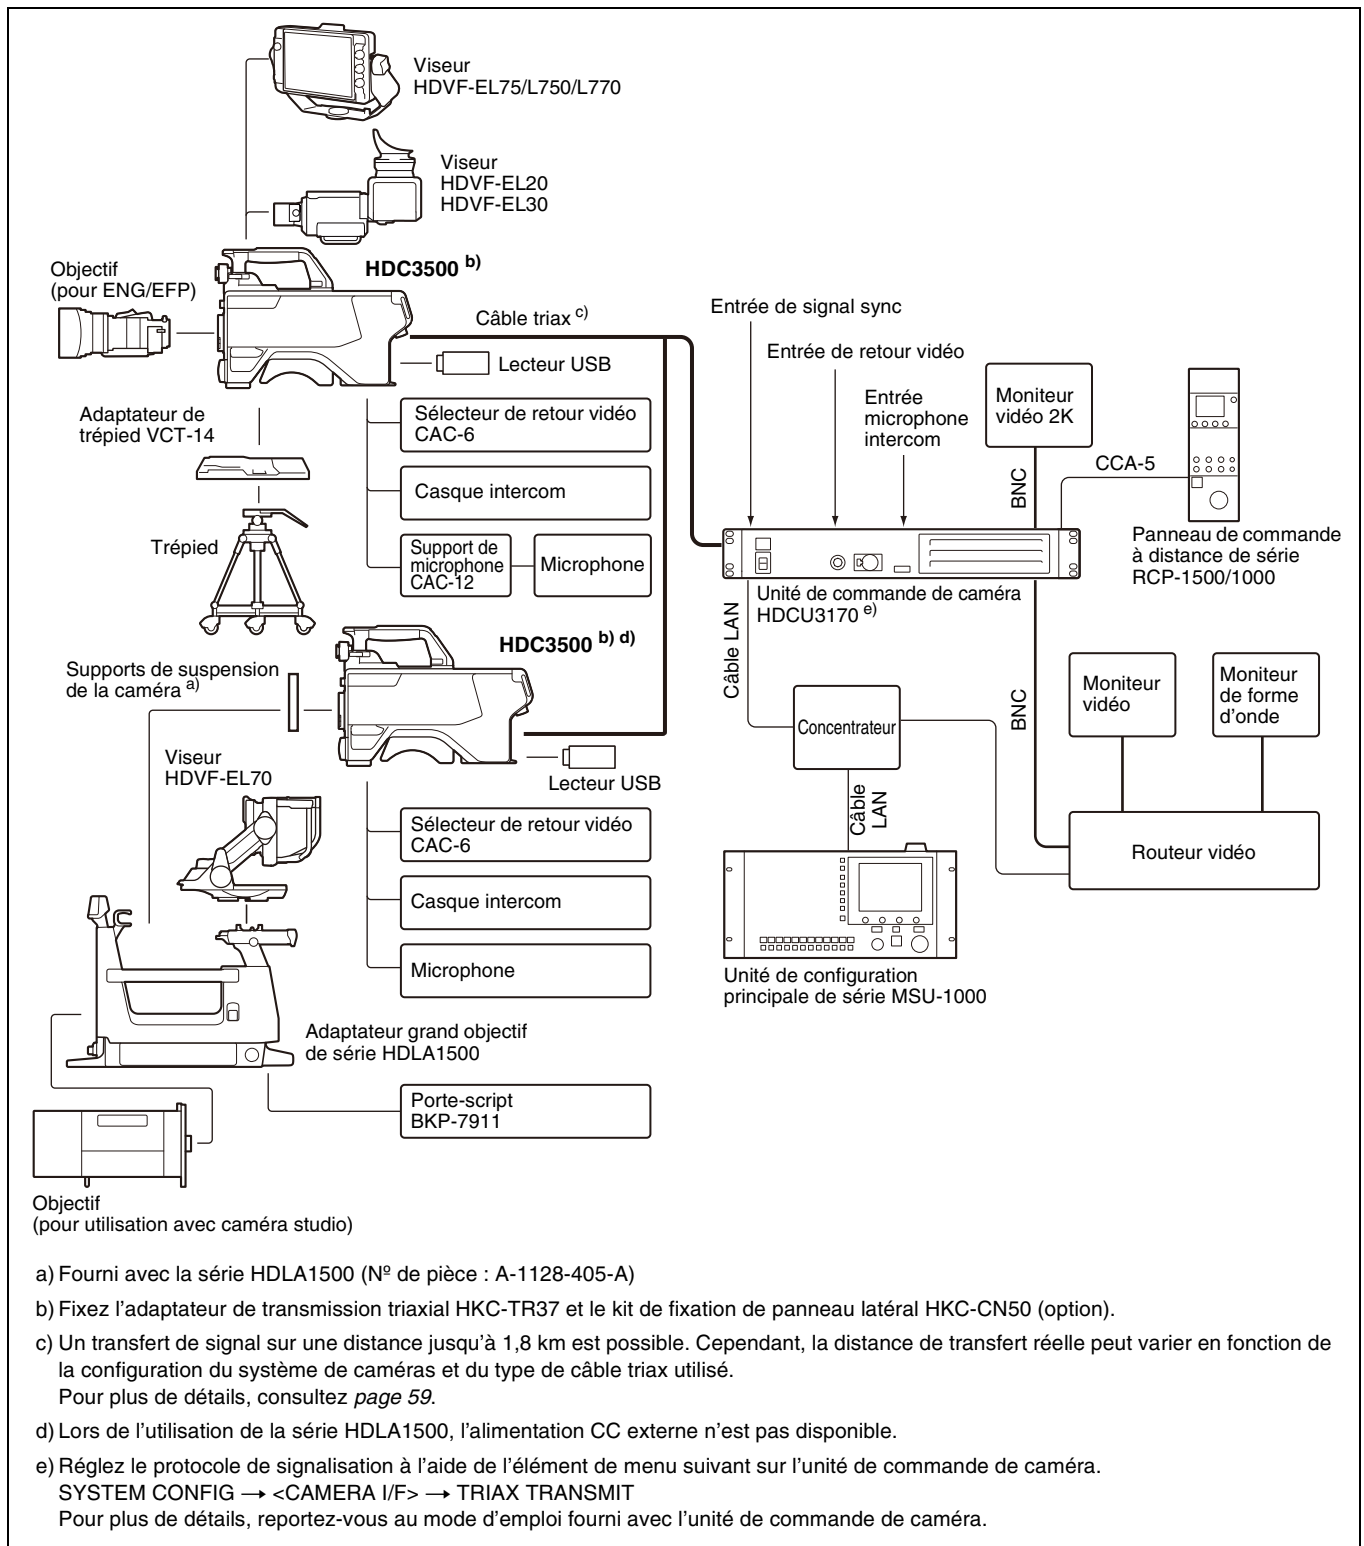 Viseur
HDVF-EL75/L750/L770
Viseur
HDVF-EL20
HDVF-EL30
Objectif
(pour ENG/EFP)
HDC3500 b)
Câble triax c)
Lecteur USB
Adaptateur de
trépied VCT-14
Trépied
Sélecteur de retour vidéo
CAC-6
Casque intercom
Support de
microphone
CAC-12
Microphone
Entrée de signal sync
Entrée de retour vidéo
Entrée
microphone
intercom
Moniteur
vidéo 2K
BNC
CCA-5
Panneau de commande
à distance de série
RCP-1500/1000
Unité de commande de caméra
HDCU3170 e)
Câble LAN
HDC3500 b) d)
Supports de suspension
de la caméra a)
Lecteur USB
Viseur
HDVF-EL70
Sélecteur de retour vidéo
CAC-6
Casque intercom
Microphone
Concentrateur
Câble
LAN
BNC
Moniteur
vidéo
Moniteur
de forme
d'onde
Routeur vidéo
Unité de configuration
principale de série MSU-1000
Adaptateur grand objectif
de série HDLA1500
Porte-script
BKP-7911
Objectif
(pour utilisation avec caméra studio)
a) Fourni avec la série HDLA1500 (Nº de pièce : A-1128-405-A)
b) Fixez l'adaptateur de transmission triaxial HKC-TR37 et le kit de fixation de panneau latéral HKC-CN50 (option).
c) Un transfert de signal sur une distance jusqu'à 1,8 km est possible. Cependant, la distance de transfert réelle peut varier en fonction de
la configuration du système de caméras et du type de câble triax utilisé.
Pour plus de détails, consultez page 59.
d) Lors de l'utilisation de la série HDLA1500, l'alimentation CC externe n'est pas disponible.
e) Réglez le protocole de signalisation à l'aide de l'élément de menu suivant sur l'unité de commande de caméra.
SYSTEM CONFIG → <CAMERA I/F> → TRIAX TRANSMIT
Pour plus de détails, reportez-vous au mode d'emploi fourni avec l'unité de commande de caméra.